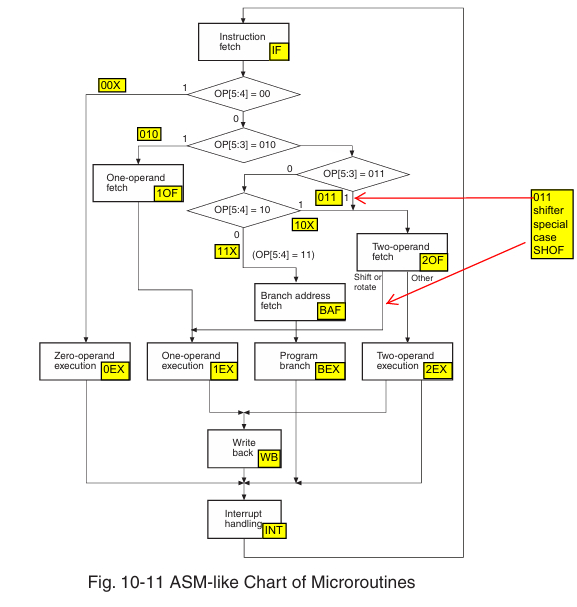 Instruction
fetch
IF
00X
1
OP[5:4] = 00
0
010
1
OP[5:3] = 010
0
OP[5:3] = 011
One-operand
fetch
1OF
011
1
011
shifter
special
case
SHOF
OP[5:4] = 10
1
10X
0
11X
(OP[5:4] = 11)
Two-operand
fetch
2OF
Shift or
rotate
Other
Branch address
fetch
BAF
Zero-operand
execution
0EX
One-operand
execution
1EX
Program
branch
BEX
Two-operand
execution
2EX
Write
back
WB
Interrupt
handling
INT
Fig. 10-11 ASM-like Chart of Microroutines